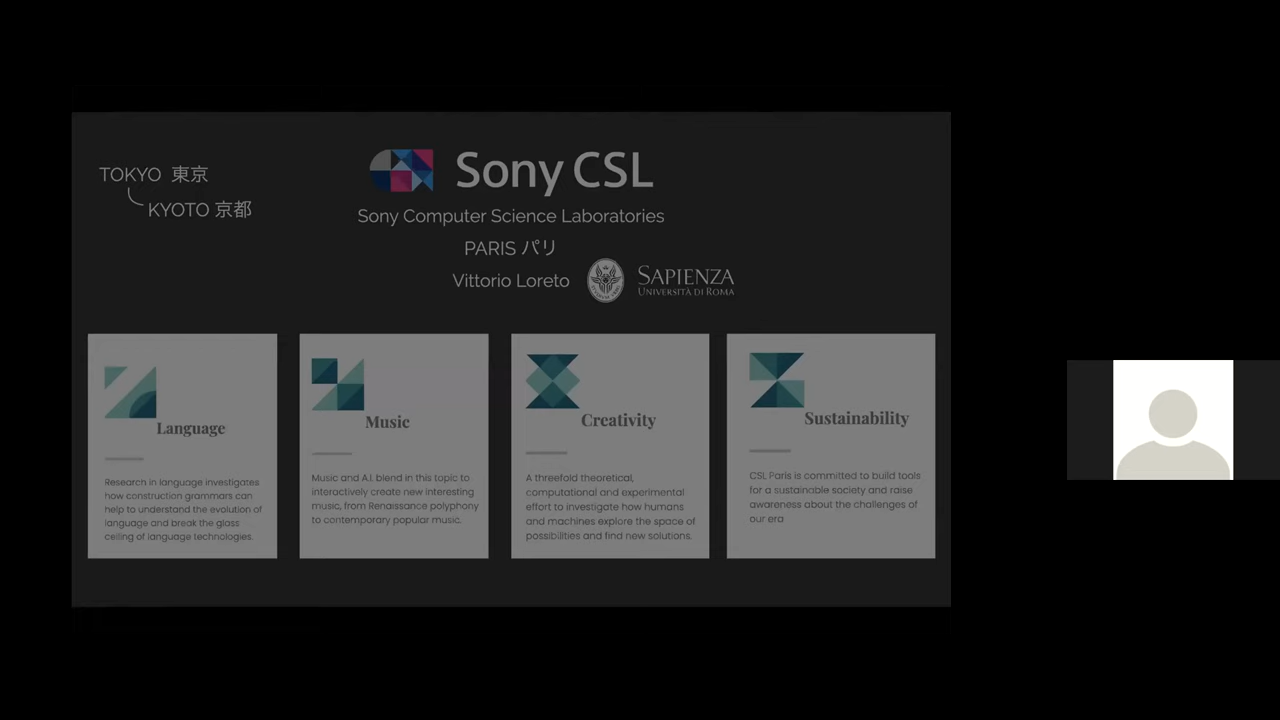 TOKYO 東京
KYOTO 京都
Sony CSL
Sony Computer Science Laboratories
PARIS パリ
Vittorio Loreto
SAPIENZA
UNIVERSITÀ DI ROMA
Language
Research in language investigates
how construction grammars can
help to understand the evolution of
language and break the glass
ceiling of language technologies.
Music
Music and A.I. blend in this topic to
interactively create new interesting
music, from Renaissance polyphony
to contemporary popular music.
Creativity
A threefold theoretical,
computational and experimental
effort to investigate how humans
and machines explore the space of
possibilities and find new solutions.
Sustainability
CSL Paris is committed to build tools
for a sustainable society and raise
awareness about the challenges of
our era